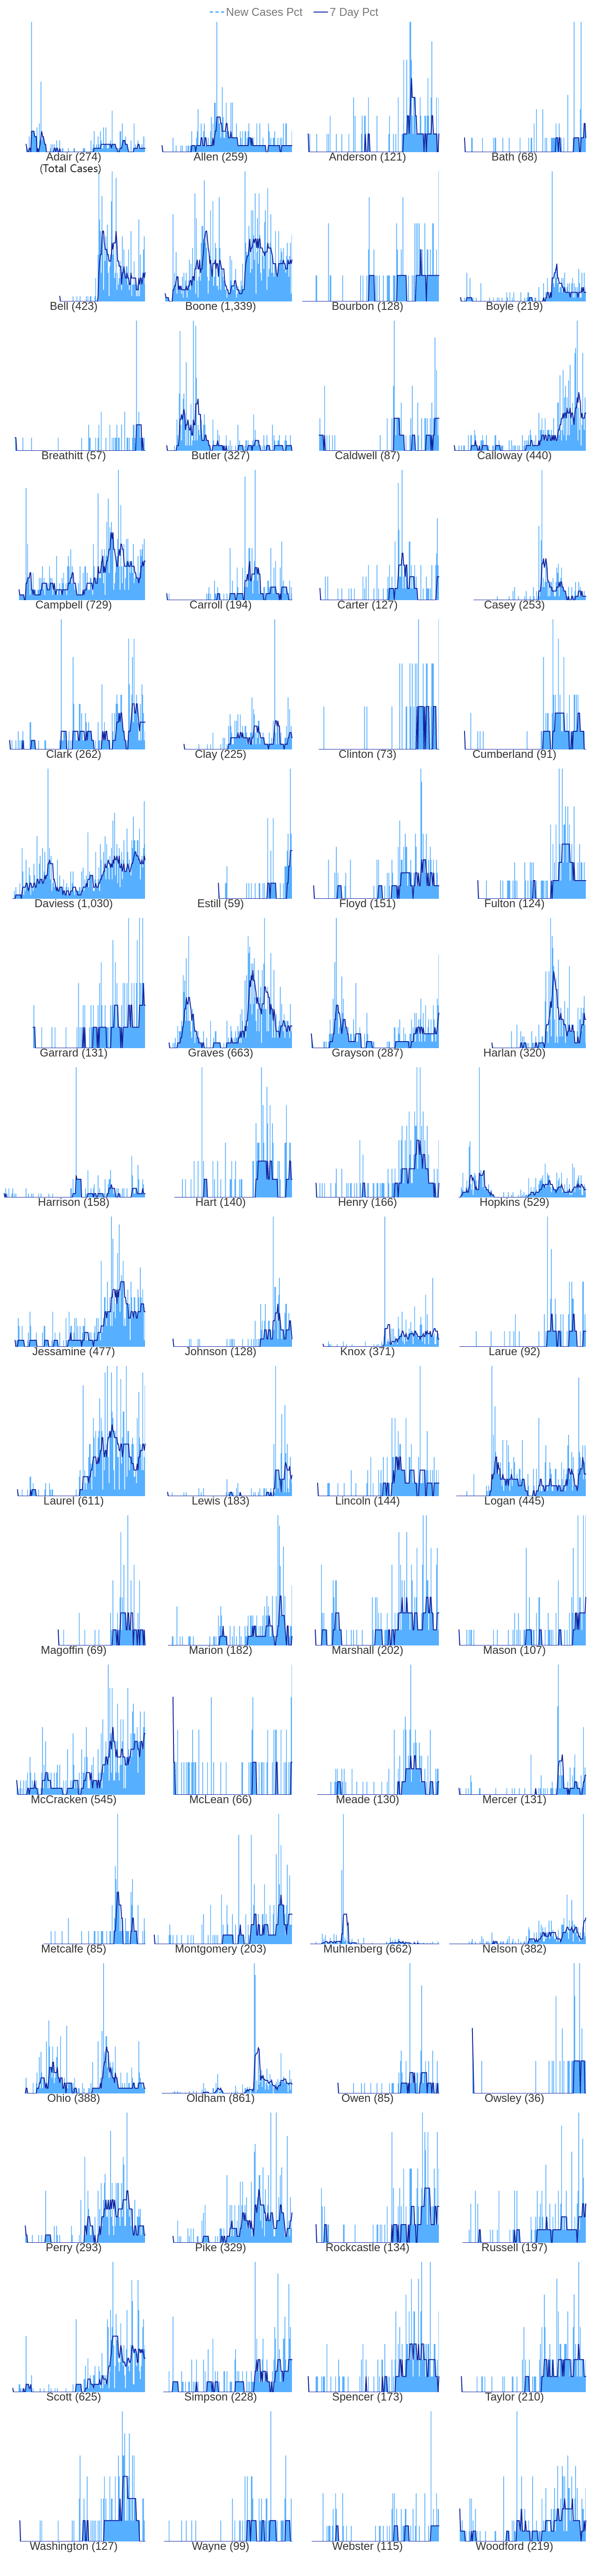 New Cases Pct 7 Day Pct
Adair (274) Allen (259) Anderson (121) Bath (68)
(Total Cases)
Bell (423) Boone (1,339) Bourbon (128) Boyle (219)
Breathitt (57) Butler (327) Caldwell (87) Calloway (440)
Campbell (729) Carroll (194) Carter (127) Casey (253)
Clark (262) Clay (225) Clinton (73) Cumberland (91)
Daviess (1,030) Estill (59) Floyd (151) Fulton (124)
Garrard (131) Graves (663) Grayson (287) Harlan (320)
Harrison (158) Hart (140) Henry (166) Hopkins (529)
Jessamine (477) Johnson (128) Knox (371) Larue (92)
Laurel (611) Lewis (183) Lincoln (144) Logan (445)
Magoffin (69) Marion (182) Marshall (202) Mason (107)
McCracken (545) McLean (66) Meade (130) Mercer (131)
Metcalfe (85) Montgomery (203) Muhlenberg (662) Nelson (382)
Ohio (388) Oldham (861) Owen (85) Owsley (36)
Perry (293) Pike (329) Rockcastle (134) Russell (197)
Scott (625) Simpson (228) Spencer (173) Taylor (210)
Washington (127) Wayne (99) Webster (115) Woodford (219)